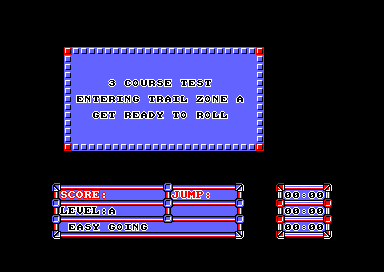 3 COURSE TEST
ENTERING TRAIL ZONE A
GET READY TO ROLL
SCORE: JUMP:
00:00
LEVEL:A
00:00
EASY GOING
00:00